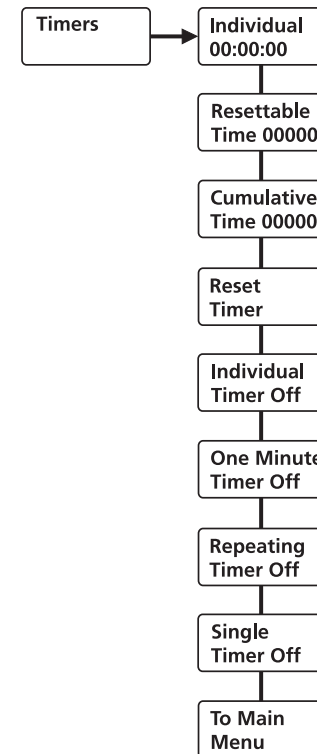 Timers
Individual
00:00:00
Resettable
Time 00000
Cumulative
Time 00000
Reset
Timer
Individual
Timer Off
One Minute
Timer Off
Repeating
Timer Off
Single
Timer Off
To Main
Menu